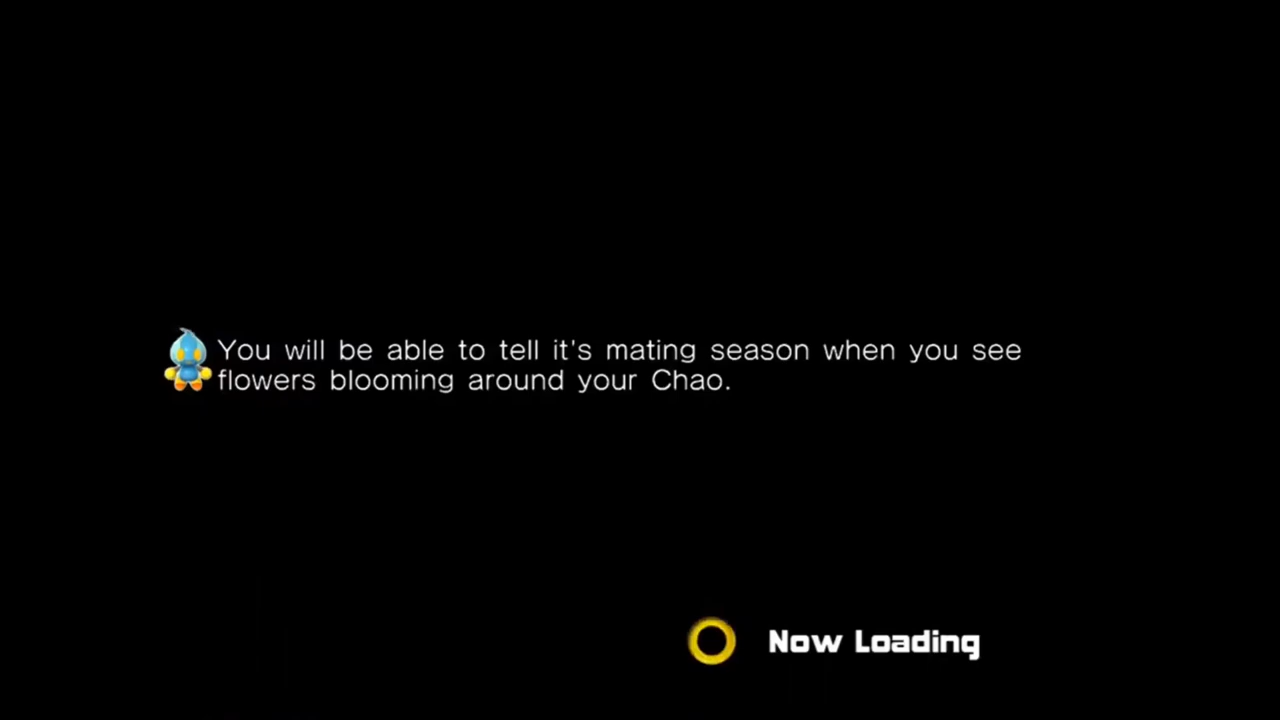 You will be able to tell it's mating season when you see
flowers blooming around your Chao.
Now Loading